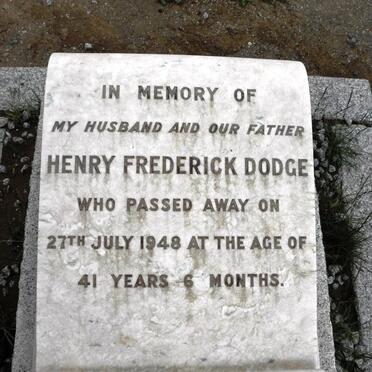 IN MEMORY OF
MY HUSBAND AND OUR FATHER
HENRY FREDERICK DODGE
WHO PASSED AWAY ON
27TH JULY 1948 AT THE AGE OF
41 YEARS 6 MONTHS.